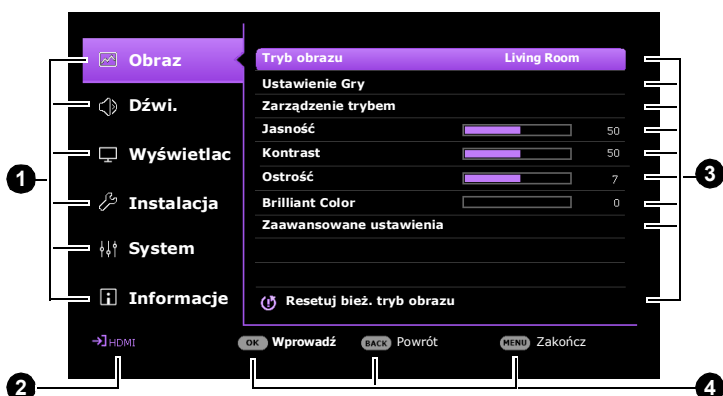 Obraz
Dźwi.
Wyświetlac
Instalacja
System
Informacje
Tryb obrazu Living Room
Ustawienie Gry
Zarządzenie trybem
Jasność 50
Kontrast 50
Ostrość 7
Brilliant Color 0
Zaawansowane ustawienia
Resetuj bież. tryb obrazu
HDMI OK Wprowadź BACK Powrót MENU Zakończ
1
2
3
4